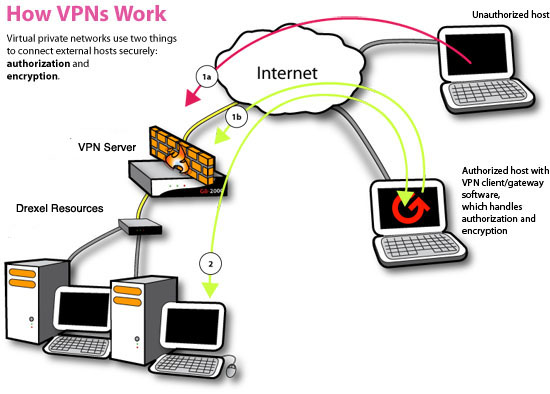 How VPNs Work
Virtual private networks use two things
to connect external hosts securely:
authorization and
encryption.
Unauthorized host
1a
Internet
1b
VPN Server
GB-2000
Authorized host with
VPN client/gateway
software,
which handles
authorization and
encryption
Drexel Resources
2